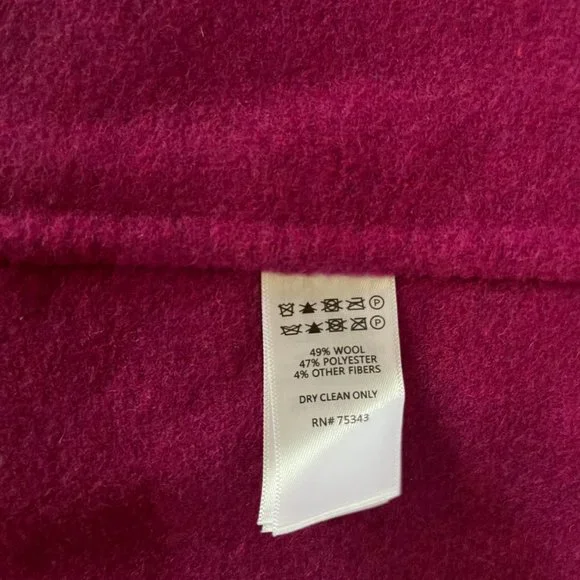 P
P
49% WOOL
47% POLYESTER
4% OTHER FIBERS
DRY CLEAN ONLY
RN# 75343